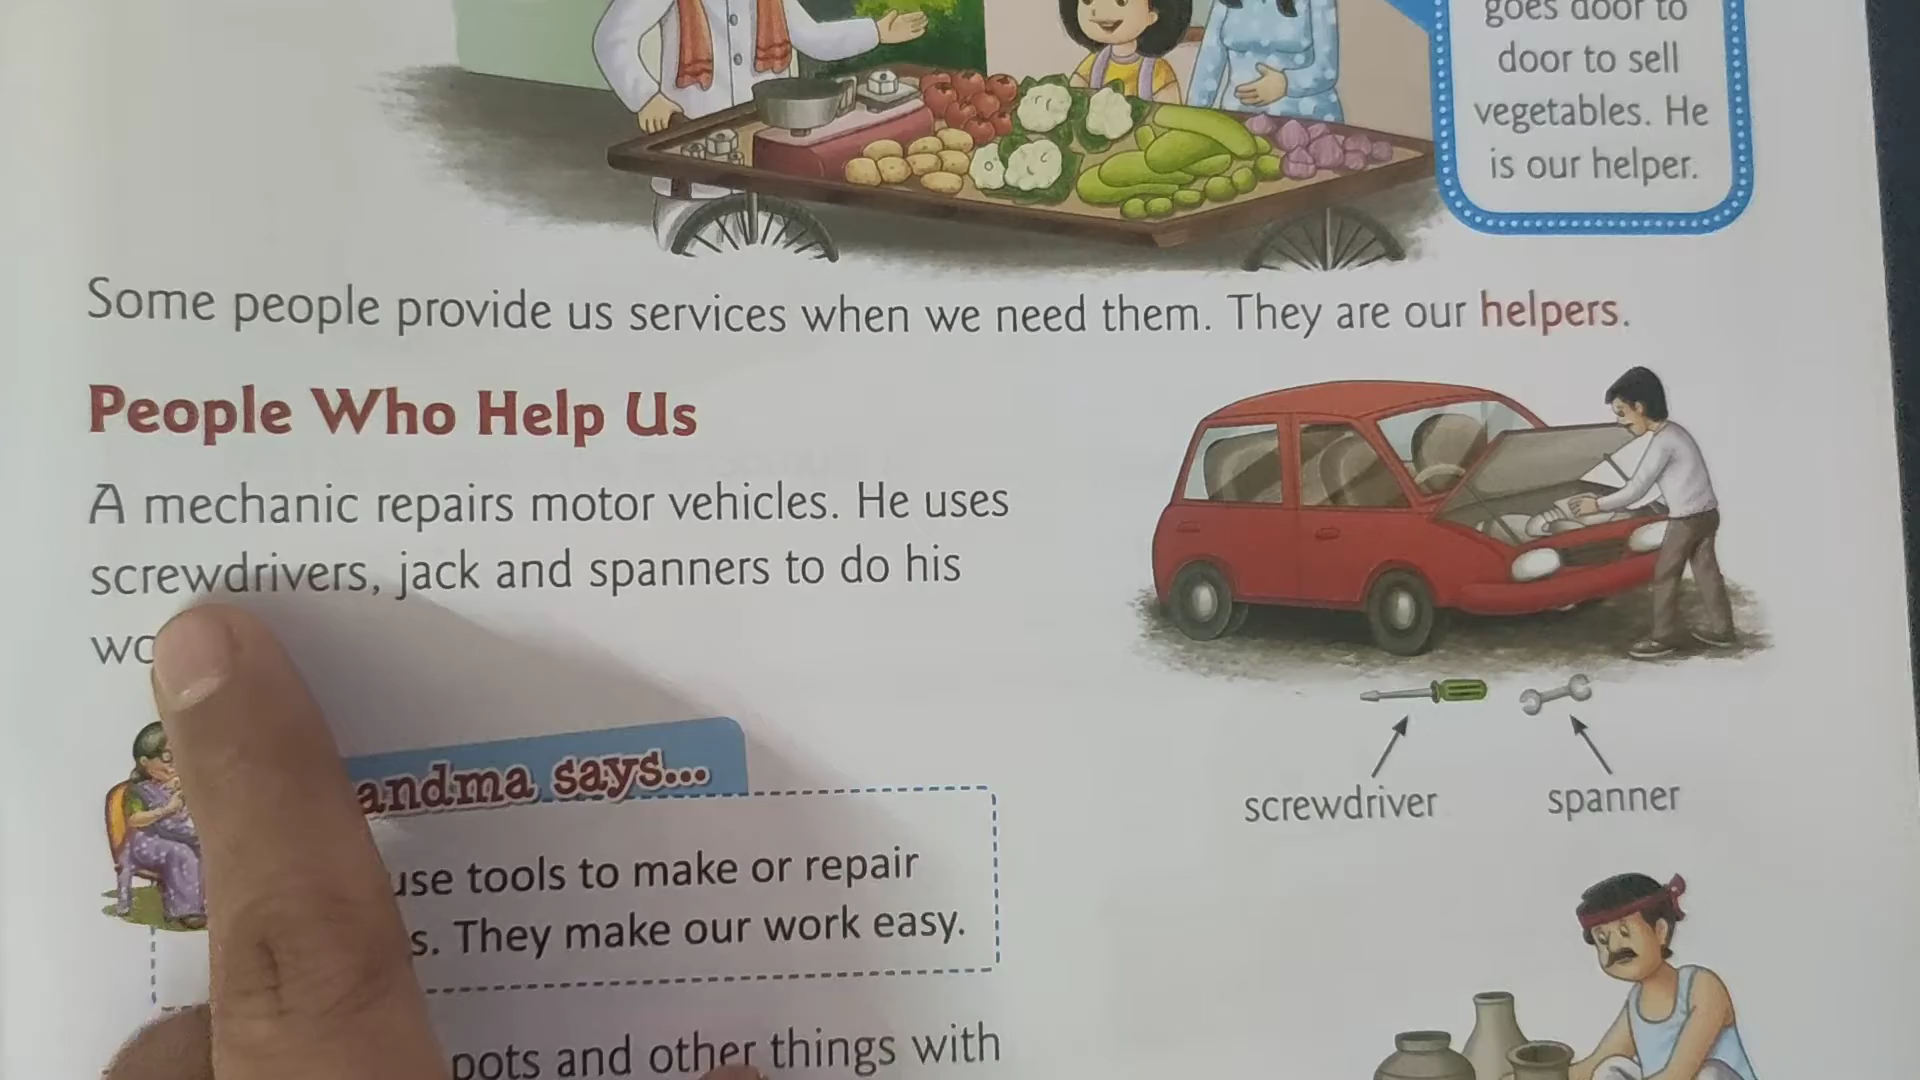 goes door to
door to sell
vegetables. He
is our helper.
Some people provide us services when we need them. They are our helpers.
People Who Help Us
A mechanic repairs motor vehicles. He uses
screwdrivers, jack and spanners to do his
says...
use tools to make or repair
They make our work easy.
screwdriver
spanner
pots and other things with